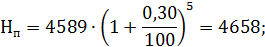 Нп = 4589 · (1 + 0,30/100)^5 = 4658;